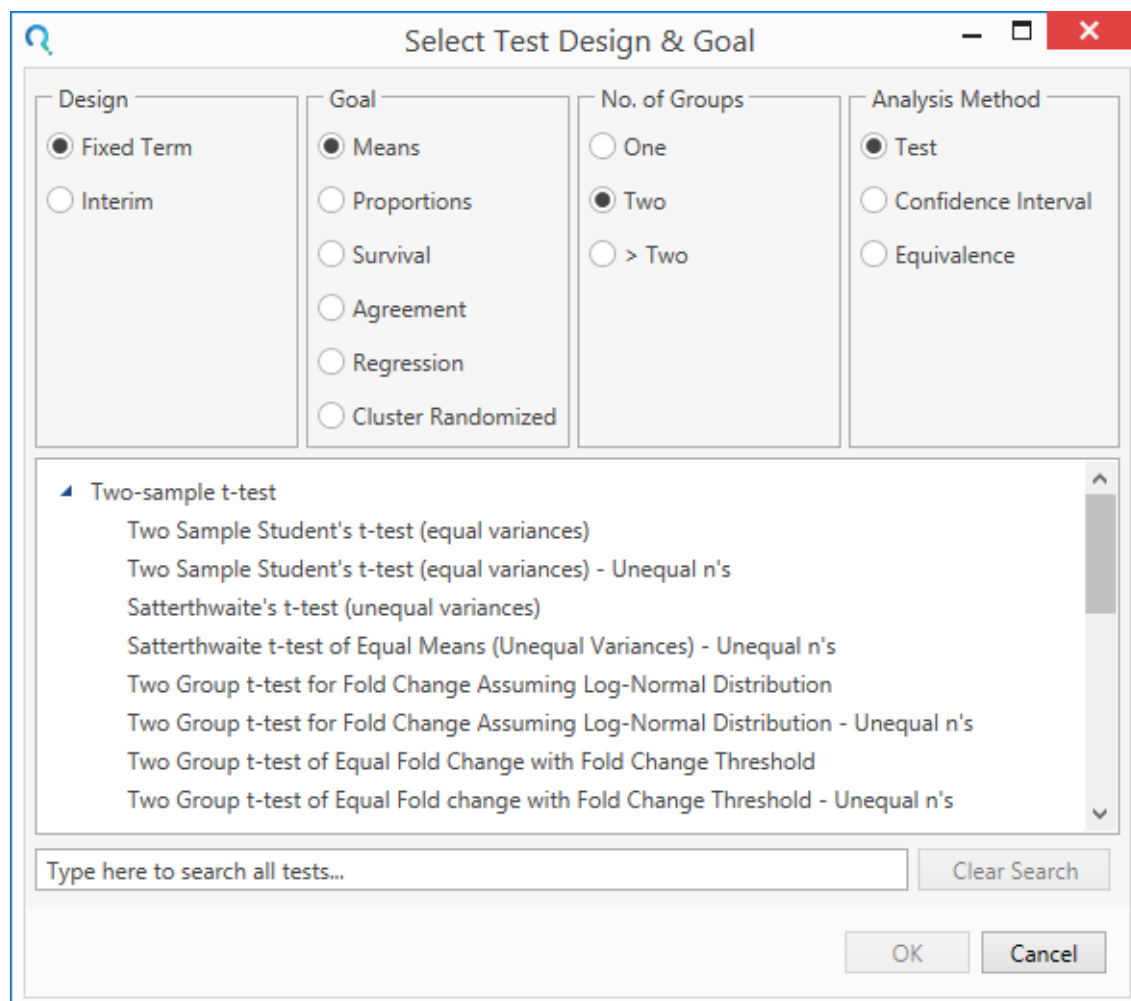 Select Test Design & Goal
Design
Fixed Term
Interim
Goal
Means
Proportions
Survival
Agreement
Regression
Cluster Randomized
No. of Groups
One
Two
> Two
Analysis Method
Test
Confidence Interval
Equivalence
Two-sample t-test
Two Sample Student's t-test (equal variances)
Two Sample Student's t-test (equal variances) - Unequal n's
Satterthwaite's t-test (unequal variances)
Satterthwaite t-test of Equal Means (Unequal Variances) - Unequal n's
Two Group t-test for Fold Change Assuming Log-Normal Distribution
Two Group t-test for Fold Change Assuming Log-Normal Distribution - Unequal n's
Two Group t-test of Equal Fold Change with Fold Change Threshold
Two Group t-test of Equal Fold change with Fold Change Threshold - Unequal n's
Type here to search all tests...
Clear Search
OK
Cancel